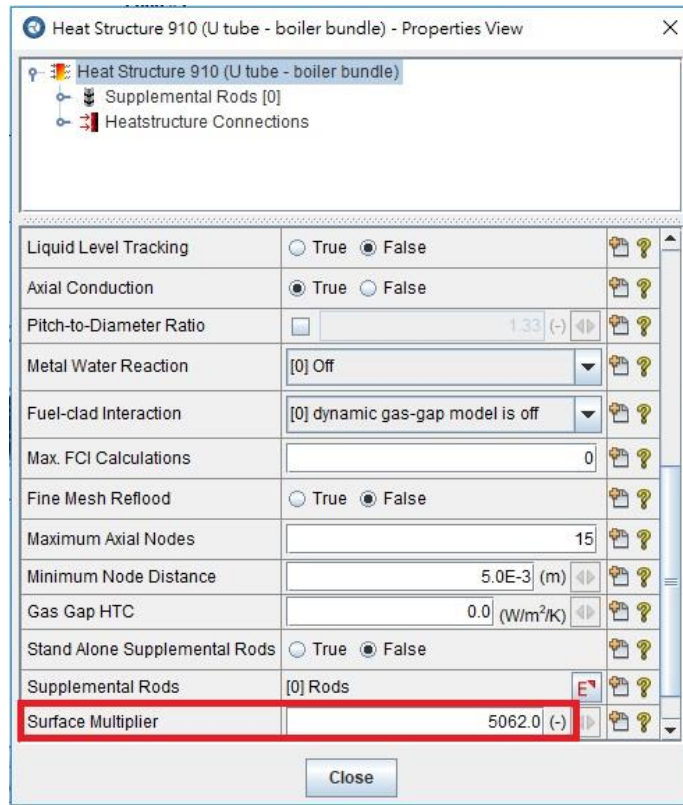 Heat Structure 910 (U tube - boiler bundle) - Properties View
Heat Structure 910 (U tube - boiler bundle)
Supplemental Rods [0]
Heatstructure Connections
Liquid Level Tracking True False
Axial Conduction True False
Pitch-to-Diameter Ratio 1.33 (-)
Metal Water Reaction [0] Off
Fuel-clad Interaction [0] dynamic gas-gap model is off
Max. FCI Calculations 0
Fine Mesh Reflood True False
Maximum Axial Nodes 15
Minimum Node Distance 5.0E-3 (m)
Gas Gap HTC 0.0 (W/m²/K)
Stand Alone Supplemental Rods True False
Supplemental Rods [0] Rods E
Surface Multiplier 5062.0 (-)
Close